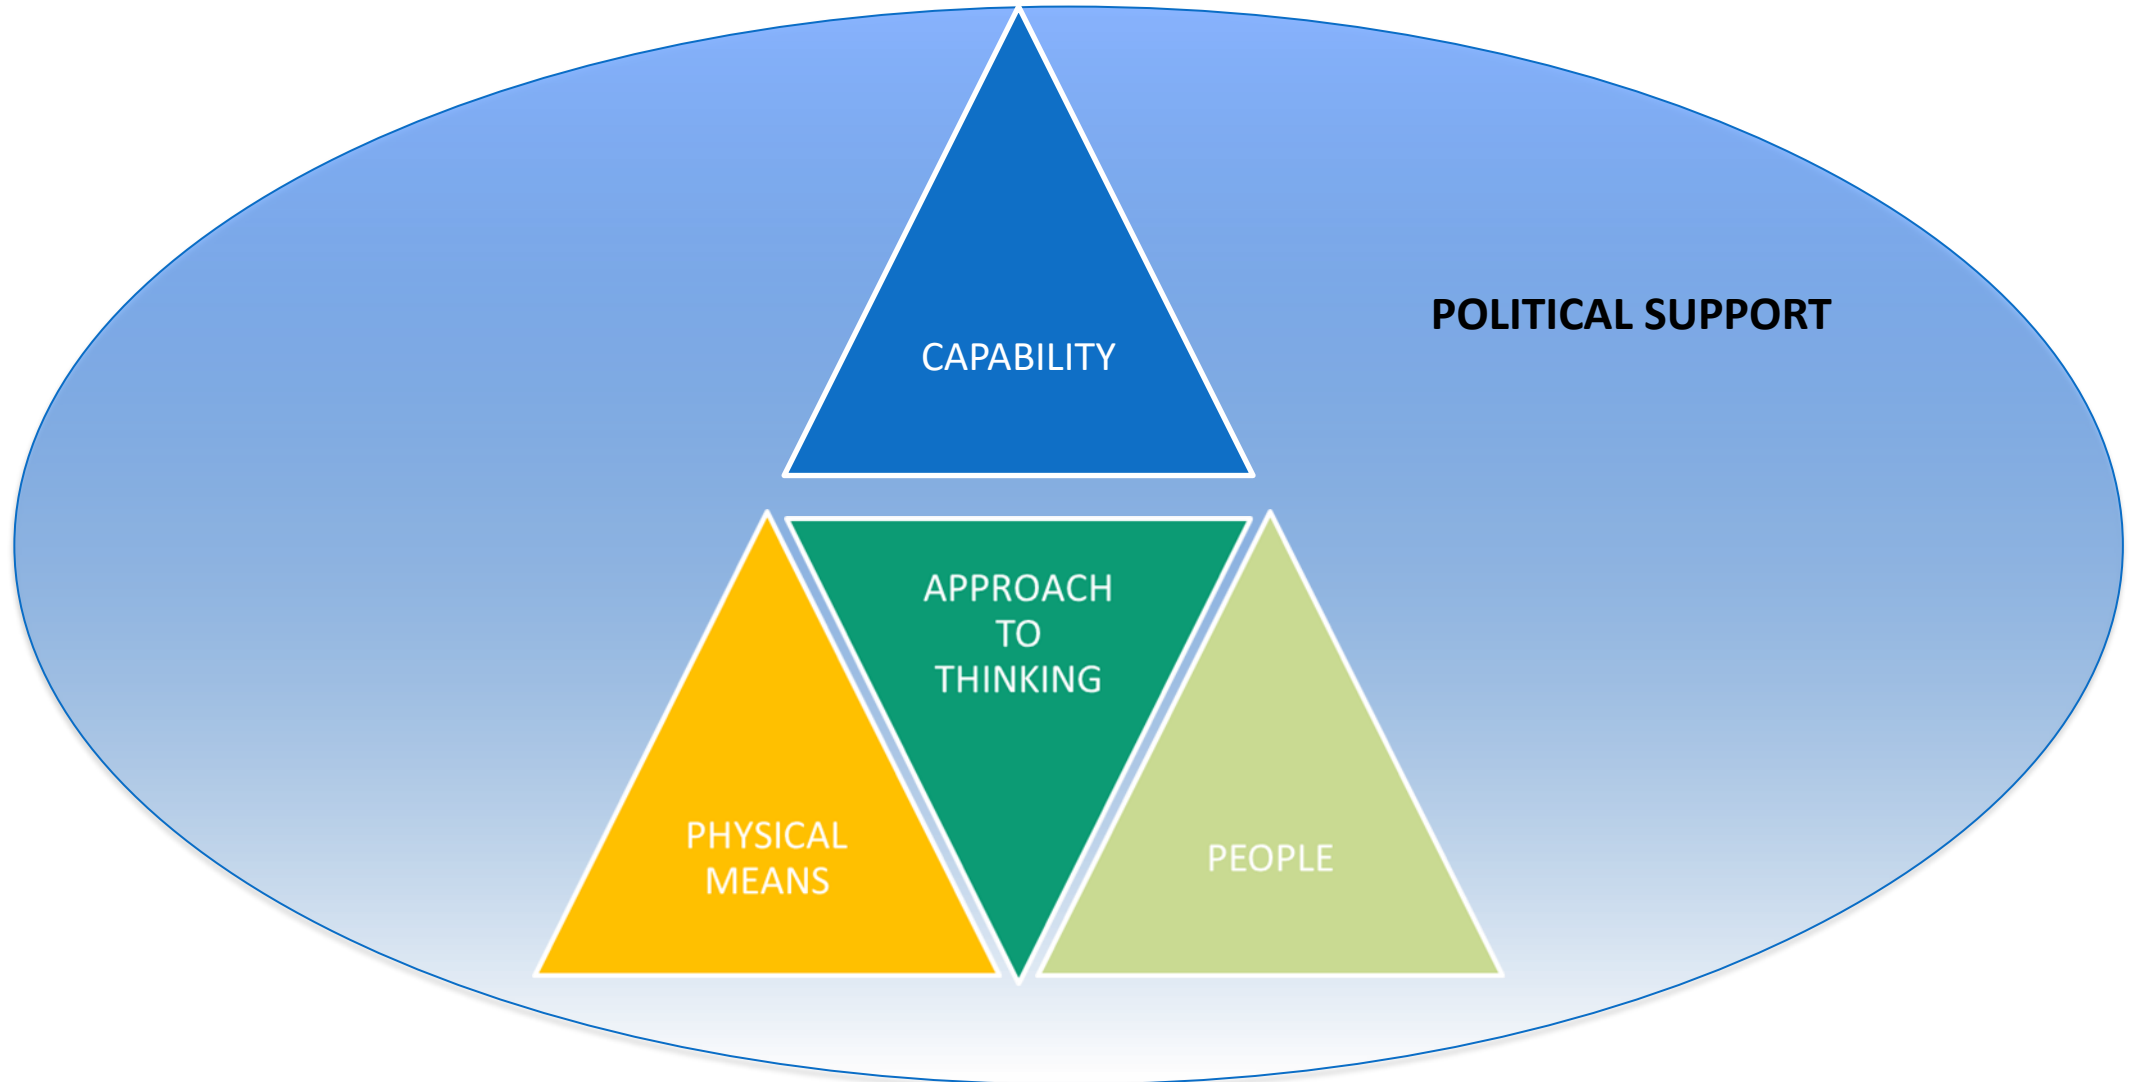 POLITICAL SUPPORT
CAPABILITY
APPROACH
TO
THINKING
PHYSICAL
MEANS
PEOPLE